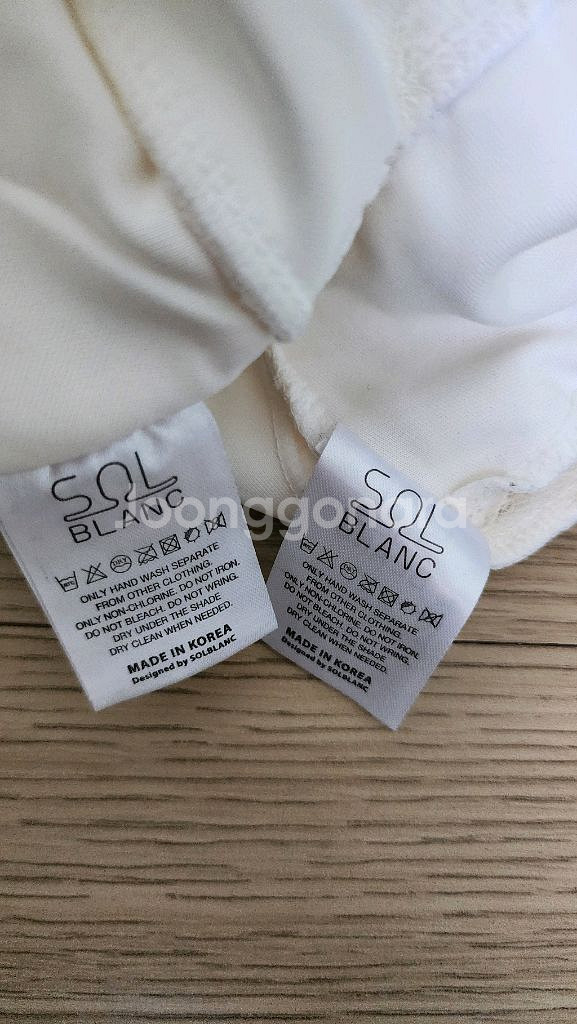 SOL
BLANC
ONLY HAND WASH SEPARATE
FROM OTHER CLOTHING.
ONLY NON-CHLORINE. DO NOT IRON.
DO NOT BLEACH. DO NOT WRING.
DRY UNDER THE SHADE
DRY CLEAN WHEN NEEDED.
MADE IN KOREA
Designed by SOLBLANC
SOL
BLANC
ONLY HAND WASH SEPARATE
FROM OTHER CLOTHING.
ONLY NON-CHLORINE. DO NOT IRON.
DO NOT BLEACH. DO NOT WRING.
DRY UNDER THE SHADE
DRY CLEAN WHEN NEEDED.
MADE IN KOREA
Designed by SOLBLANC
Joonggonara